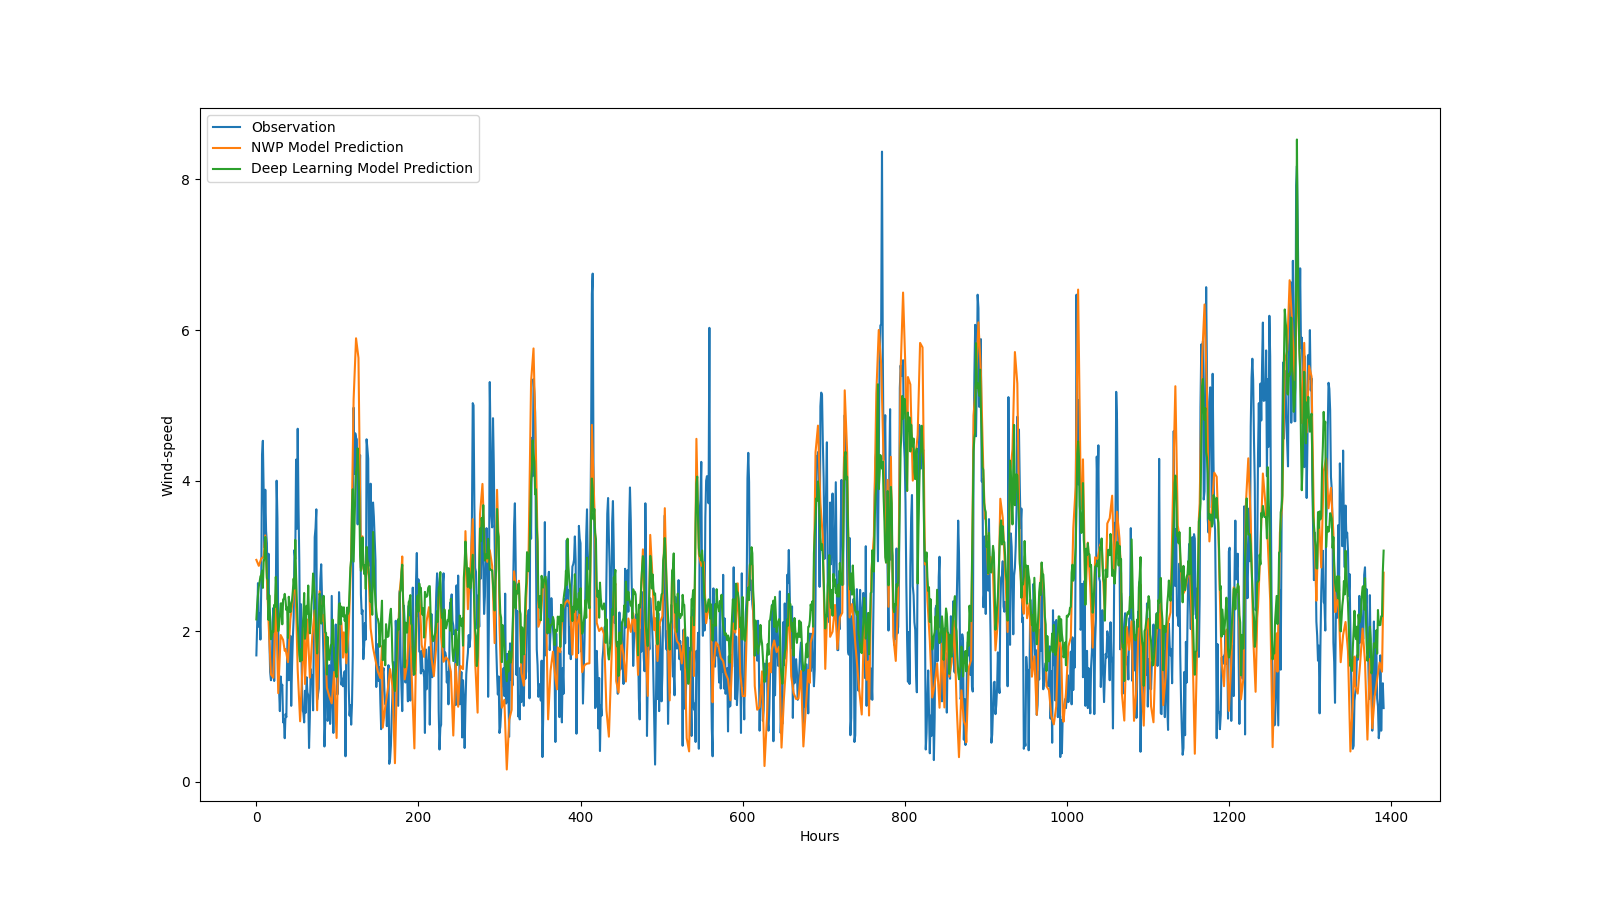 Observation
NWP Model Prediction
Deep Learning Model Prediction
8
6
4
2
0
Wind-speed
0 200 400 600 800 1000 1200 1400
Hours